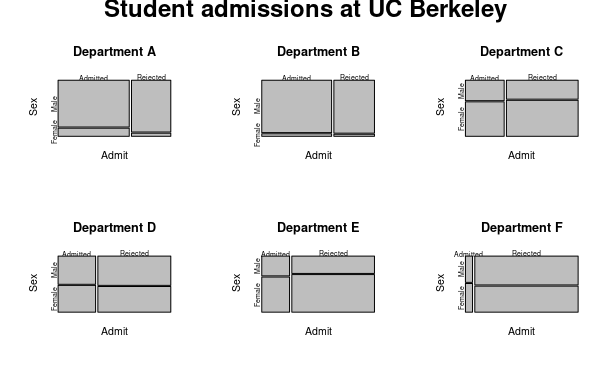 Student admissions at UC Berkeley
Department A
Admitted Rejected
Sex
Male
Female
Admit
Department B
Admitted Rejected
Sex
Male
Female
Admit
Department C
Admitted Rejected
Sex
Male
Female
Admit
Department D
Admitted Rejected
Sex
Male
Female
Admit
Department E
Admitted Rejected
Sex
Male
Female
Admit
Department F
Admitted Rejected
Sex
Male
Female
Admit